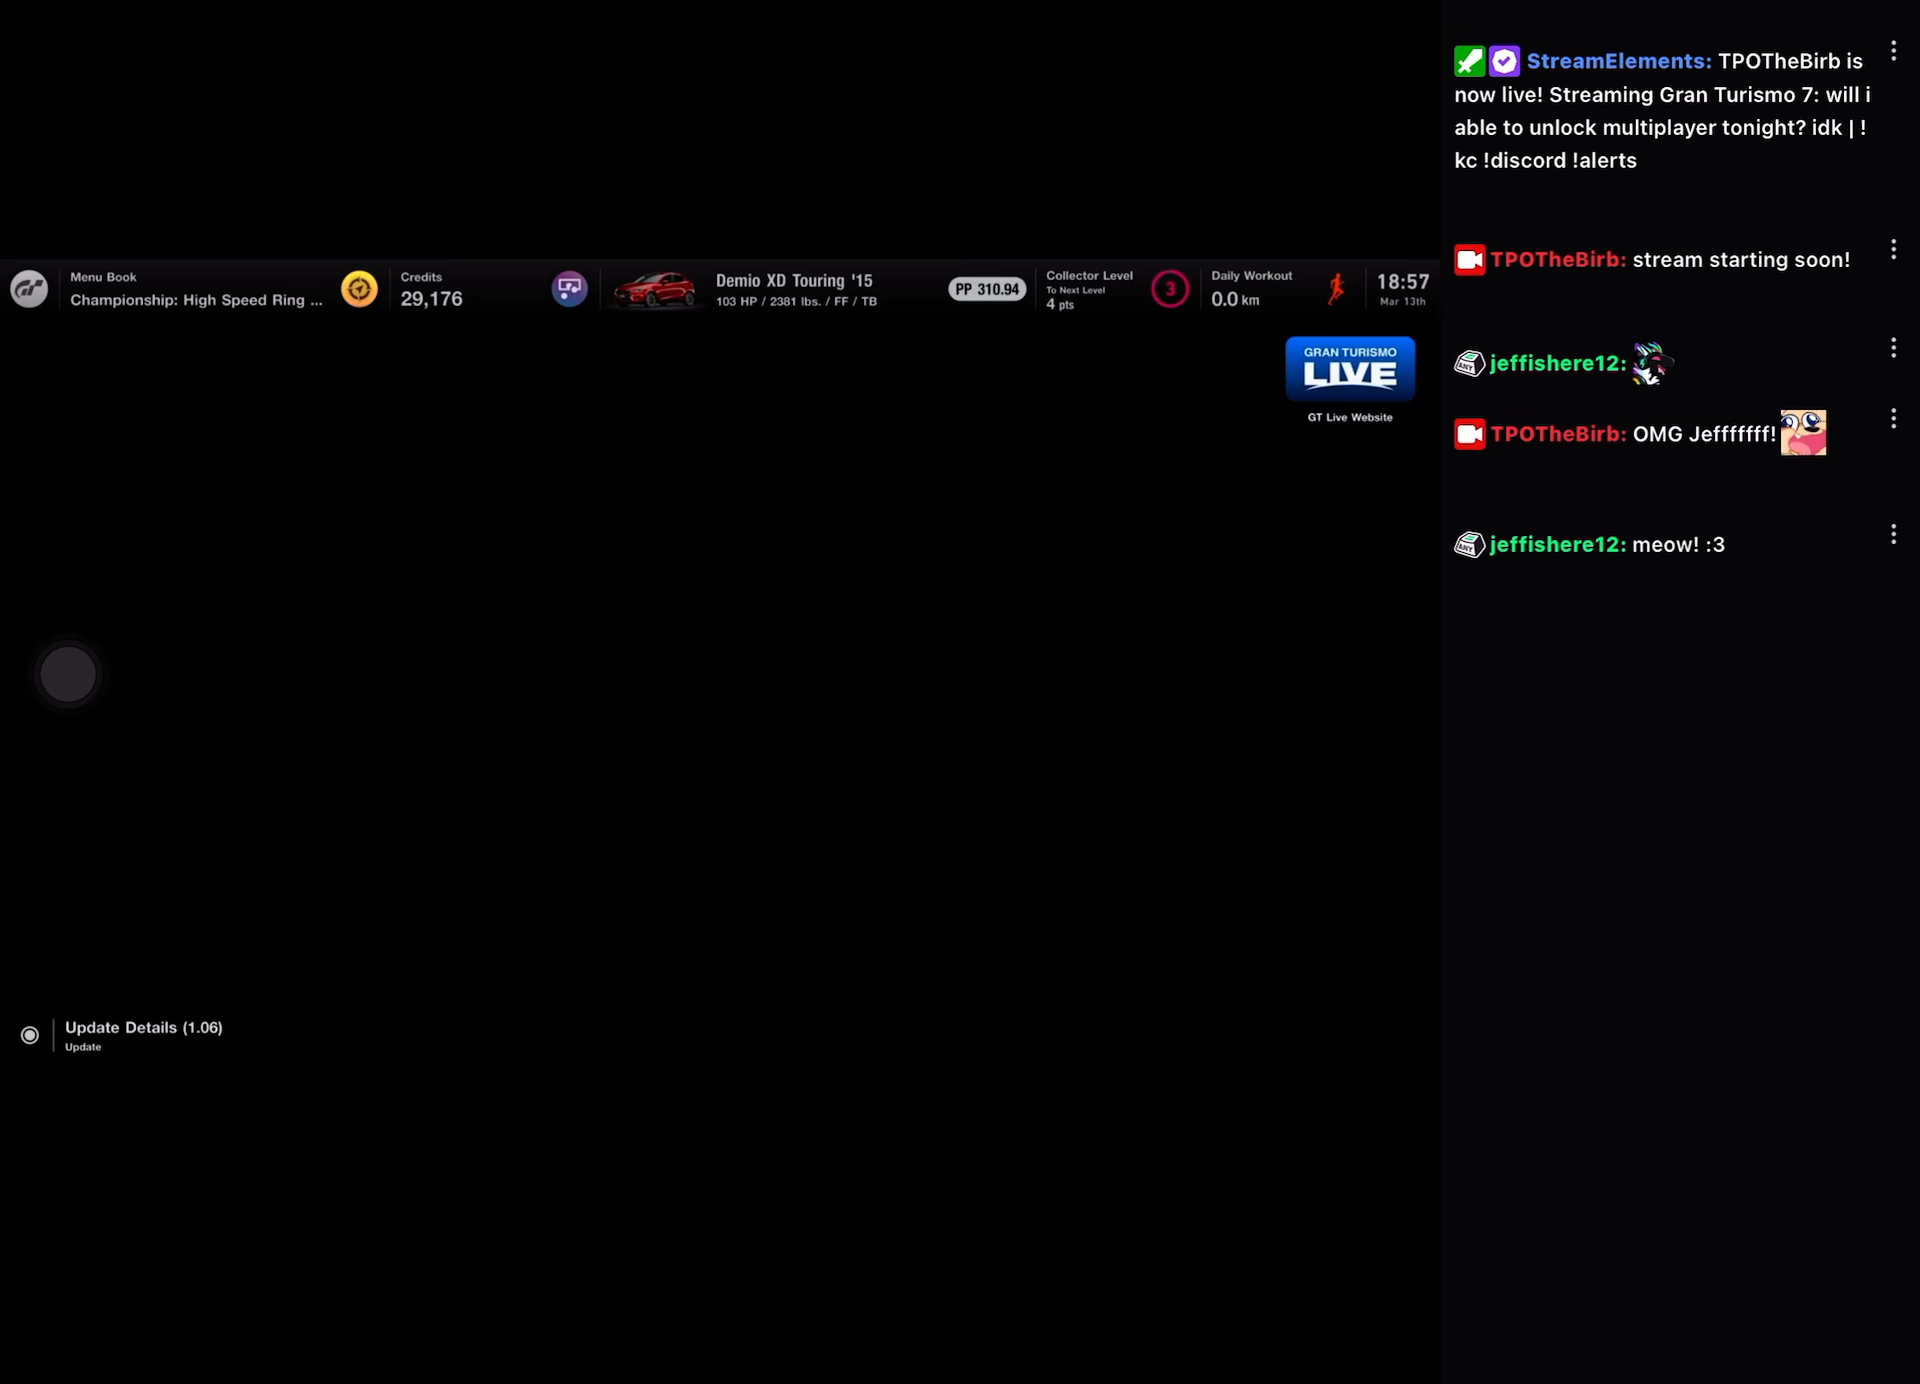 Menu Book
Championship: High Speed Ring ...
Credits
29,176
Demio XD Touring '15
103 HP / 2381 lbs. / FF / TB
PP 310.94
Collector Level
To Next Level
4 pts
3
Daily Workout
0.0 km
18:57
Mar 13th
GRAN TURISMO
LIVE
GT Live Website
Update Details (1.06)
Update
StreamElements: TPOTheBirb is
now live! Streaming Gran Turismo 7: will i
able to unlock multiplayer tonight? idk | !
kc !discord !alerts
TPOTheBirb: stream starting soon!
ANY jeffishere12:
TPOTheBirb: OMG Jefffffff!
ANY jeffishere12: meow! :3